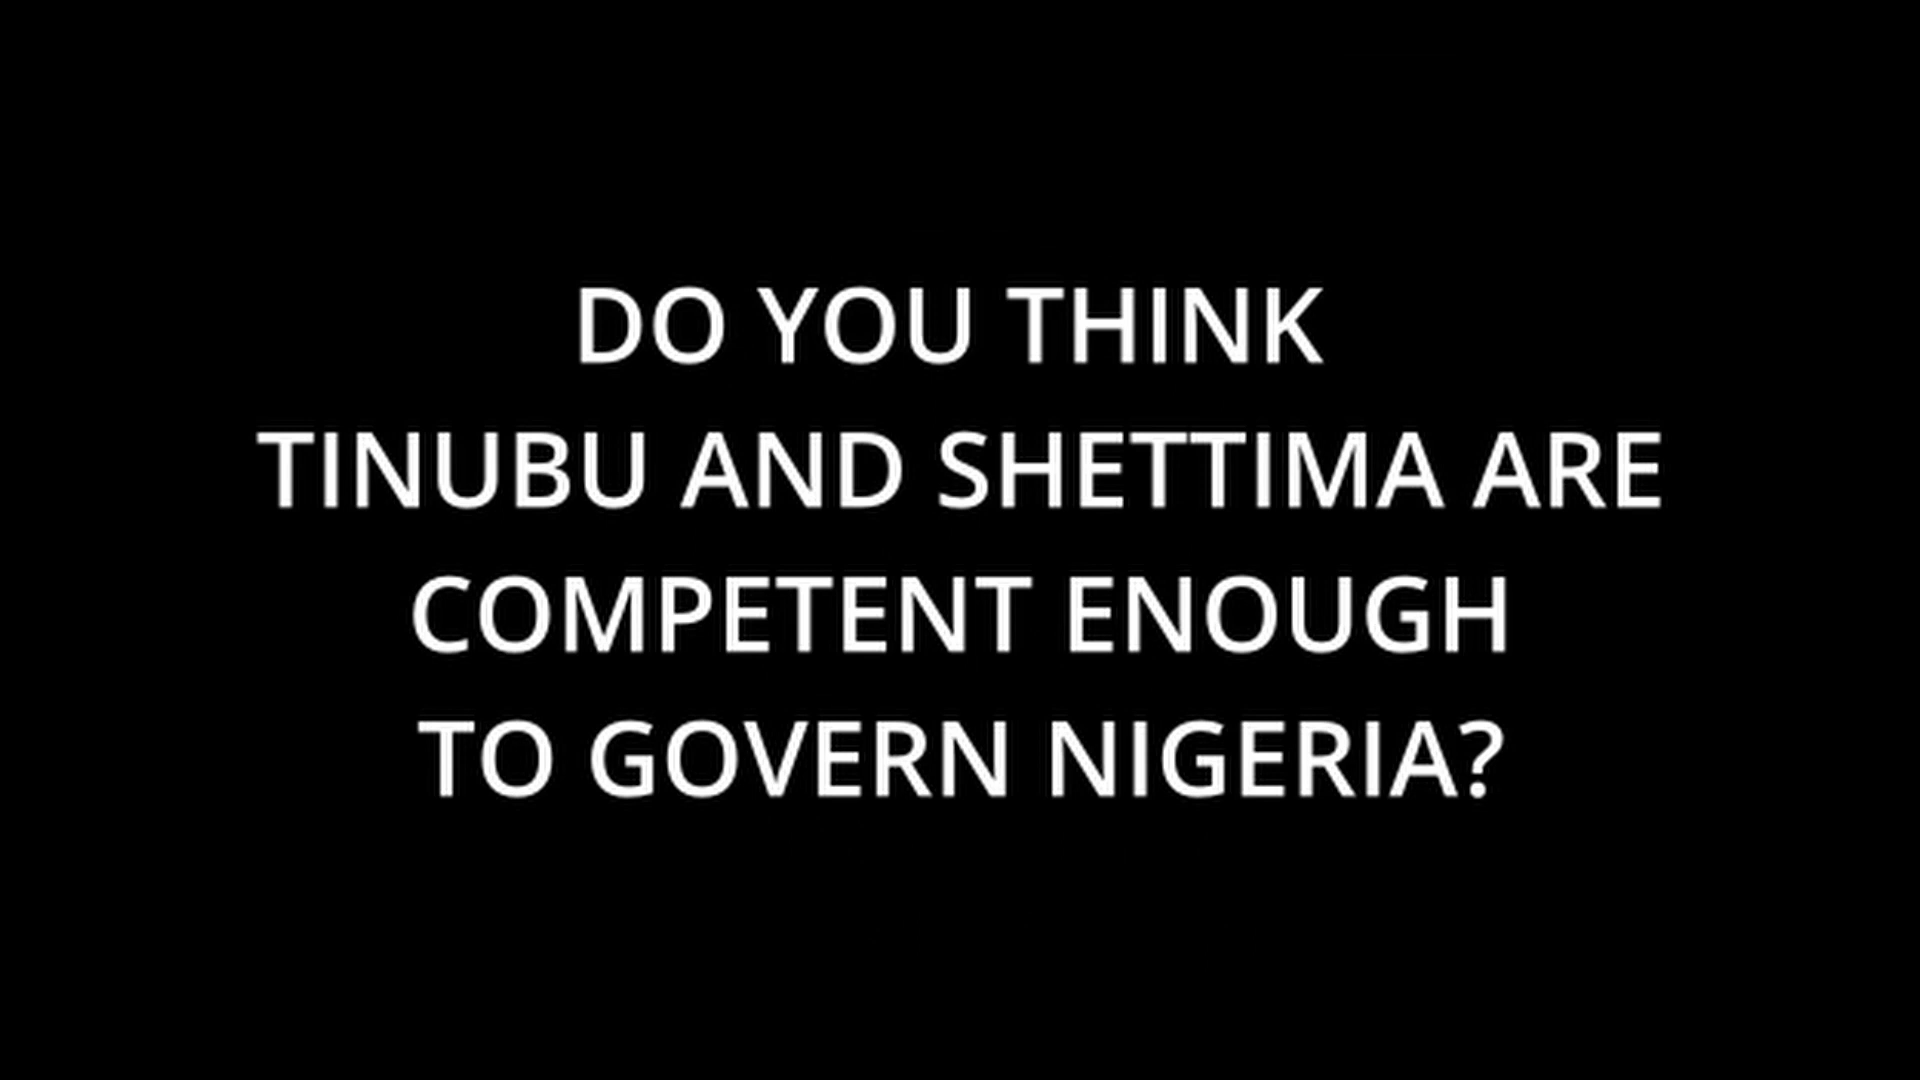 DO YOU THINK
TINUBU AND SHETTIMA ARE
COMPETENT ENOUGH
TO GOVERN NIGERIA?